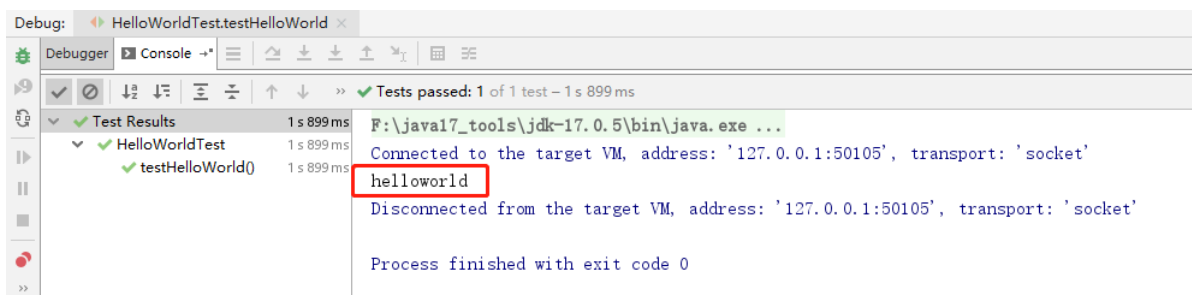 Debug: HelloWorldTest.testHelloWorld ×
Debugger Console
Tests passed: 1 of 1 test – 1 s 899 ms
Test Results 1 s 899 ms
HelloWorldTest 1 s 899 ms
testHelloWorld() 1 s 899 ms
F:\java17_tools\jdk-17.0.5\bin\java.exe ...
Connected to the target VM, address: '127.0.0.1:50105', transport: 'socket'
helloworld
Disconnected from the target VM, address: '127.0.0.1:50105', transport: 'socket'
Process finished with exit code 0